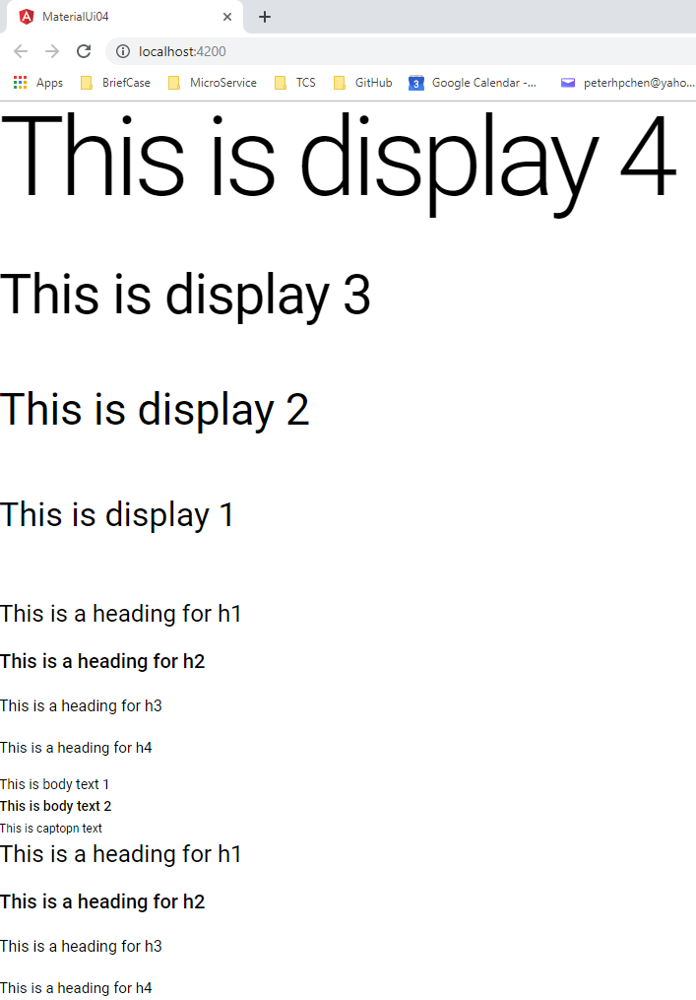 MaterialUi04
localhost:4200
Apps BriefCase MicroService TCS GitHub Google Calendar -... peterhpchen@yaho...
This is display 4
This is display 3
This is display 2
This is display 1
This is a heading for h1
This is a heading for h2
This is a heading for h3
This is a heading for h4
This is body text 1
This is body text 2
This is captopn text
This is a heading for h1
This is a heading for h2
This is a heading for h3
This is a heading for h4